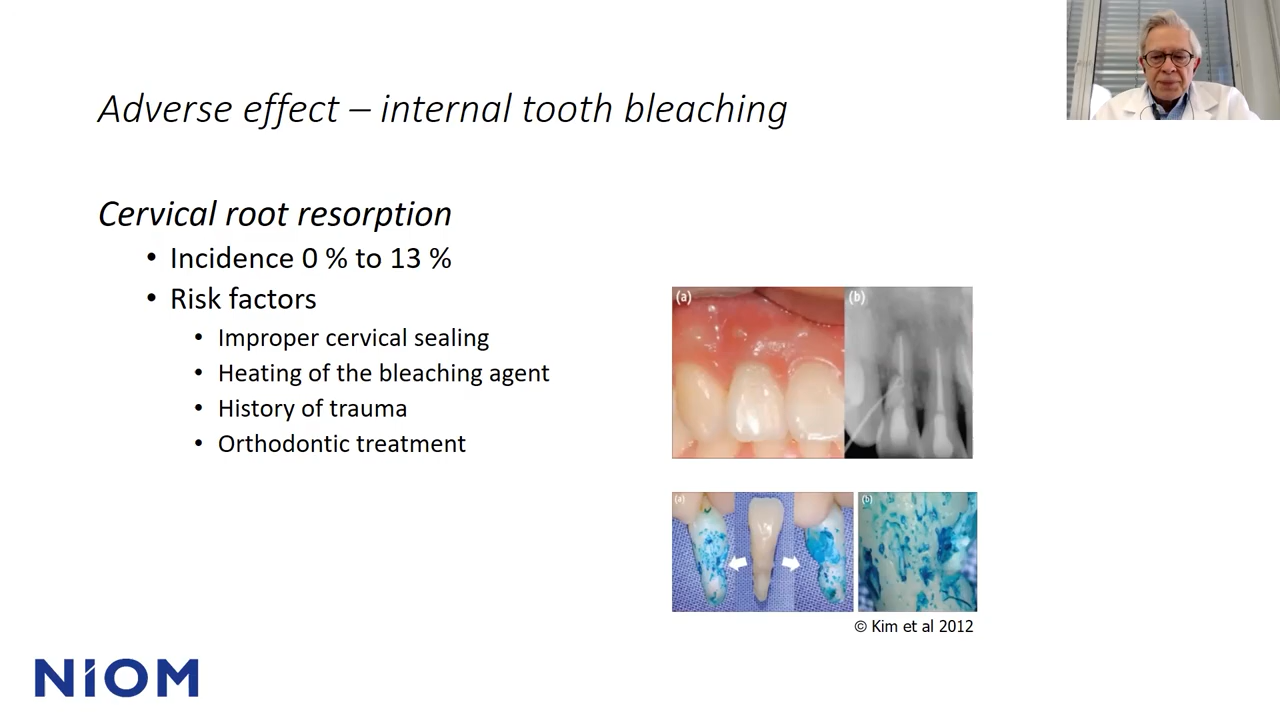 Adverse effect – internal tooth bleaching
Cervical root resorption
• Incidence 0 % to 13 %
• Risk factors
• Improper cervical sealing
• Heating of the bleaching agent
• History of trauma
• Orthodontic treatment
(a)
(b)
(a)
(b)
© Kim et al 2012
NiOM